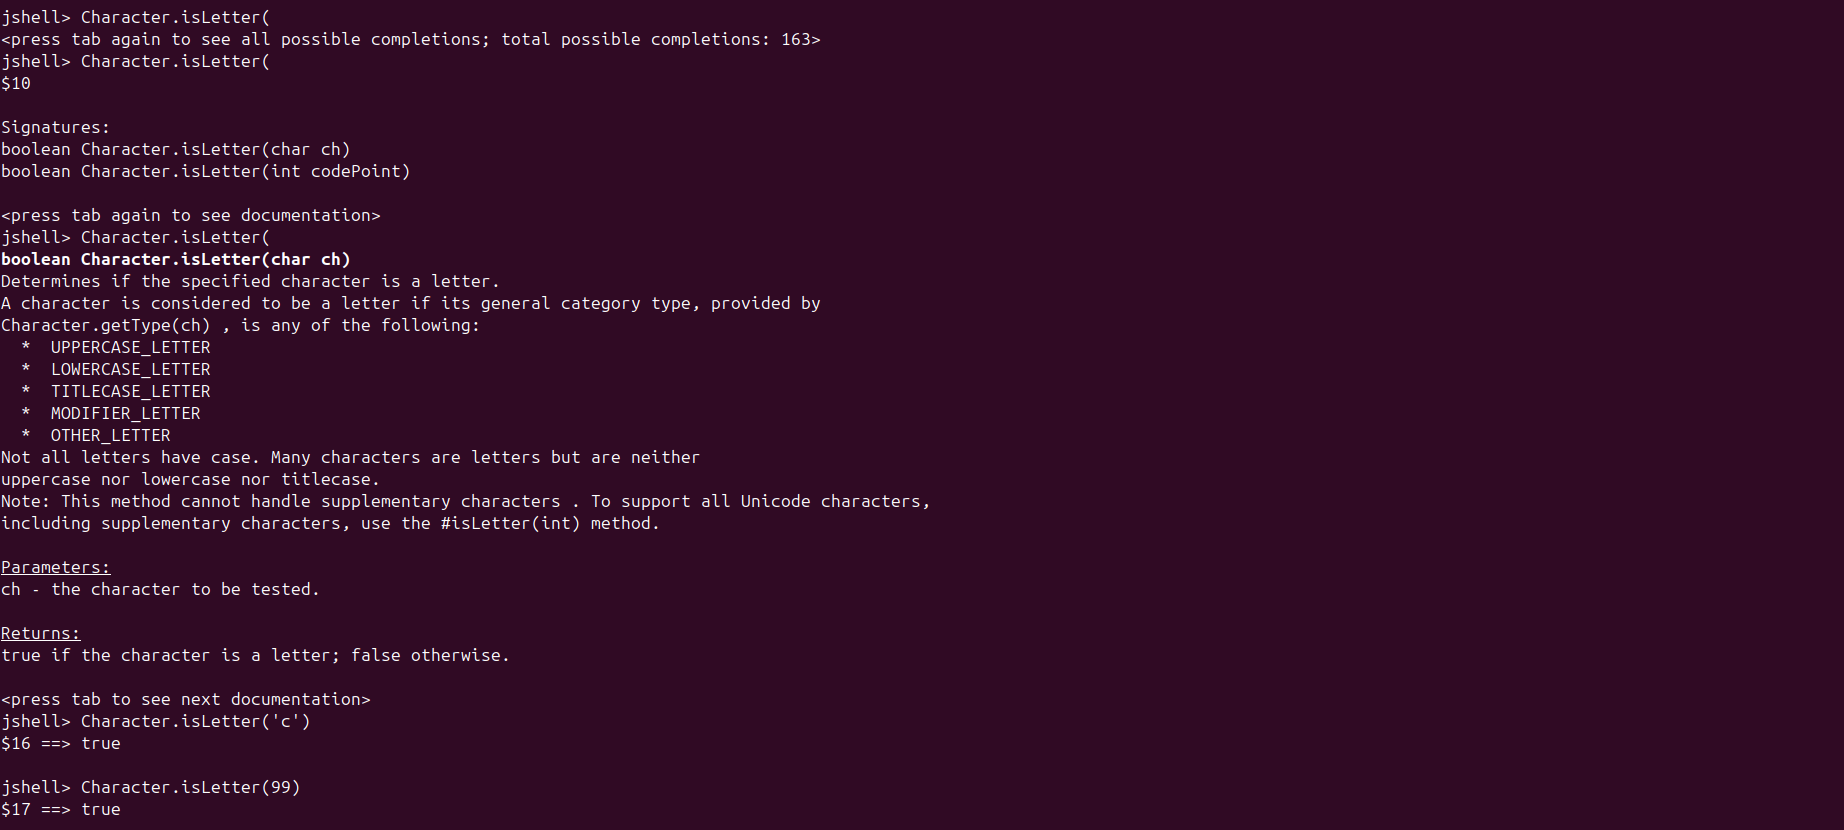 jshell> Character.isLetter(
<press tab again to see all possible completions; total possible completions: 163>
jshell> Character.isLetter(
$10
Signatures:
boolean Character.isLetter(char ch)
boolean Character.isLetter(int codePoint)
<press tab again to see documentation>
jshell> Character.isLetter(
boolean Character.isLetter(char ch)
Determines if the specified character is a letter.
A character is considered to be a letter if its general category type, provided by
Character.getType(ch) , is any of the following:
  *  UPPERCASE_LETTER
  *  LOWERCASE_LETTER
  *  TITLECASE_LETTER
  *  MODIFIER_LETTER
  *  OTHER_LETTER
Not all letters have case. Many characters are letters but are neither
uppercase nor lowercase nor titlecase.
Note: This method cannot handle supplementary characters . To support all Unicode characters,
including supplementary characters, use the #isLetter(int) method.
Parameters:
ch - the character to be tested.
Returns:
true if the character is a letter; false otherwise.
<press tab to see next documentation>
jshell> Character.isLetter('c')
$16 ==> true
jshell> Character.isLetter(99)
$17 ==> true